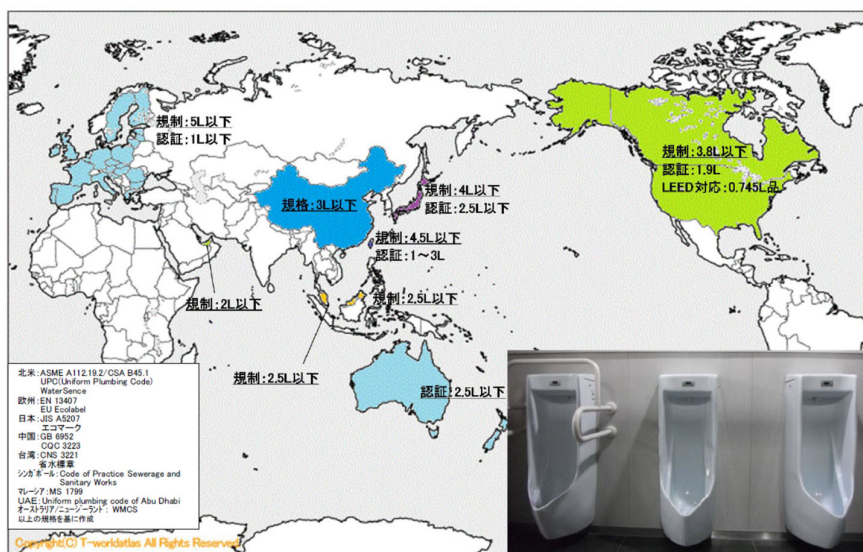 規制:5L以下
認証:1L以下
規格:3L以下
規制:4L以下
認証:2.5L以下
規制:4.5L以下
認証:1～3L
規制:3.8L以下
認証:1.9L
LEED対応:0.745L品
規制:2L以下
規制:2.5L以下
規制:2.5L以下
認証:2.5L以下
北米:ASME A112.19.2/CSA B45.1
UPC(Uniform Plumbing Code)
WaterSence
欧州:EN 13407
EU Ecolabel
日本:JIS A5207
エコマーク
中国:GB 6952
CQC 3223
台湾:CNS 3221
省水標章
シンガポール:Code of Practice Sewerage and
Sanitary Works
マレーシア:MS 1799
UAE:Uniform plumbing code of Abu Dhabi
オーストラリア/ニュージーランド: WMCS
以上の規格を基に作成
Copyright(C) T-worldatlas All Rights Reserved